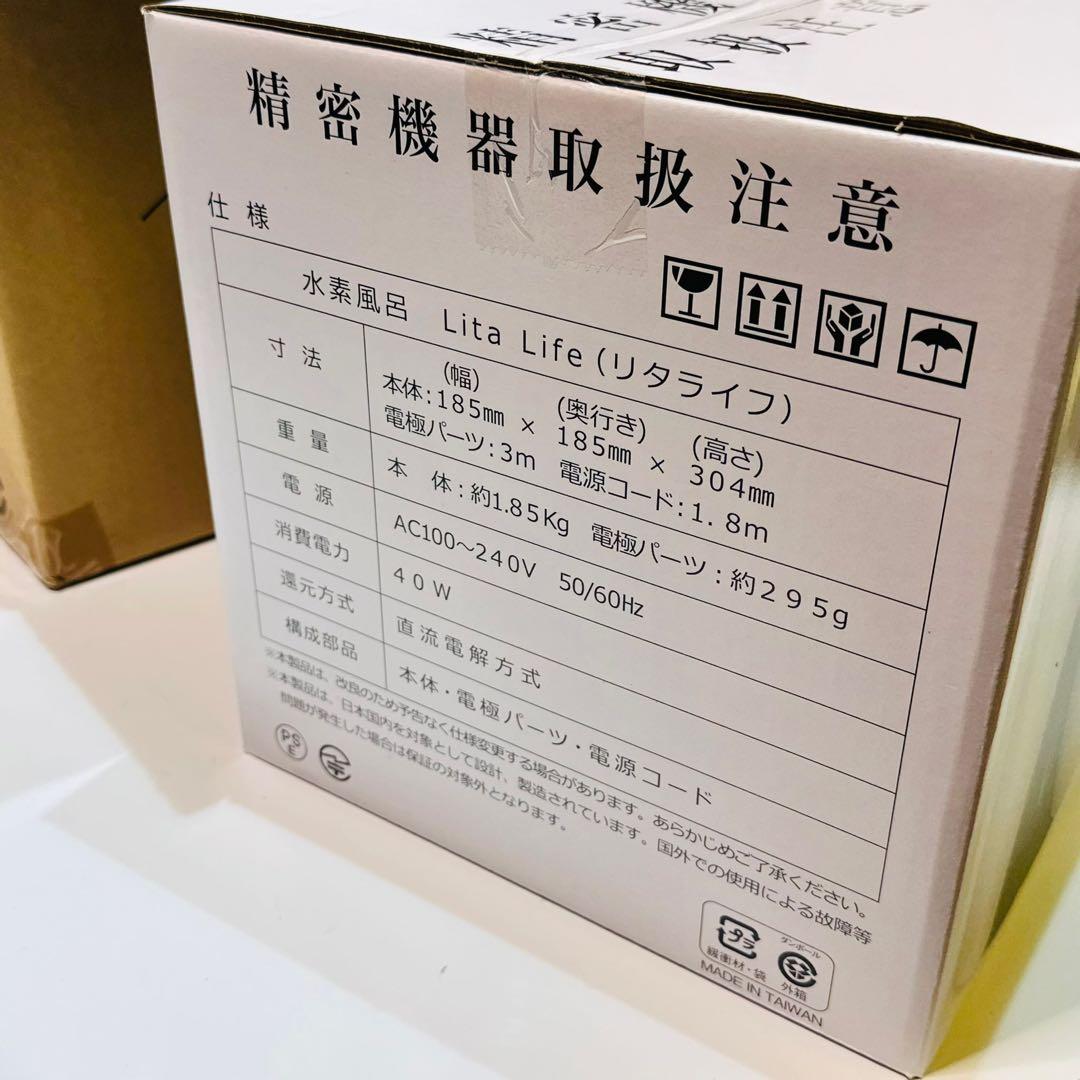 精密機器
取扱注意
精密機器取扱注意
仕様
水素風呂 Lita Life (リタライフ)
寸法
(幅) (奥行き) (高さ)
本体:185㎜ × 185㎜ × 304㎜
電極パーツ:3m 電源コード:1.8m
重量
本 体:約1.85Kg 電極パーツ:約295g
電源
AC100~240V 50/60Hz
消費電力
40W
還元方式
直流電解方式
構成部品
本体・電極パーツ・電源コード
※本製品は、改良のため予告なく仕様変更する場合があります。あらかじめご了承ください。
※本製品は、日本国内を対象として設計、製造されています。国外での使用による故障等
問題が発生した場合は保証の対象外となります。
PS
E
プラ
緩衝材・袋
ダンボール
外箱
MADE IN TAIWAN